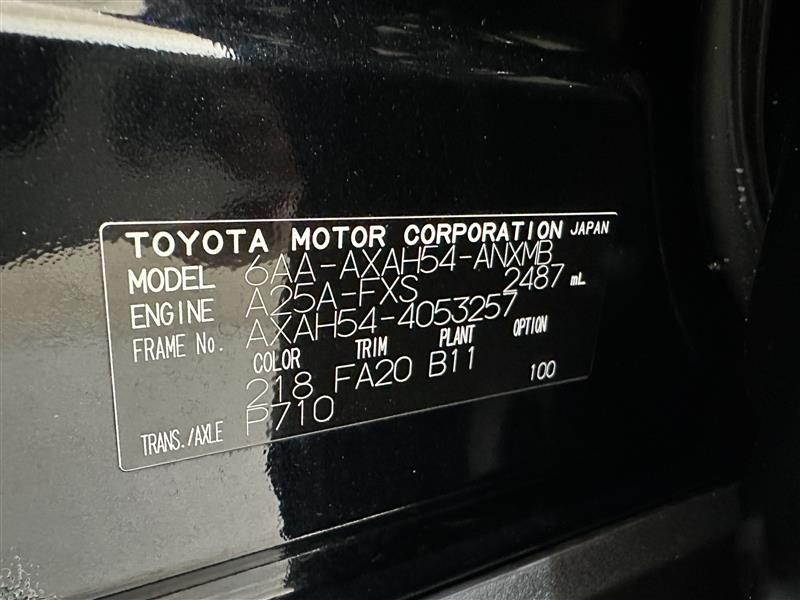 TOYOTA MOTOR CORPORATION JAPAN
MODEL 6AA-AXAH54-ANXMB
ENGINE A25A-FXS 2487 mL
FRAME No. AXAH54-4053257
COLOR TRIM PLANT OPTION
218 FA20 B11 100
TRANS./AXLE P710